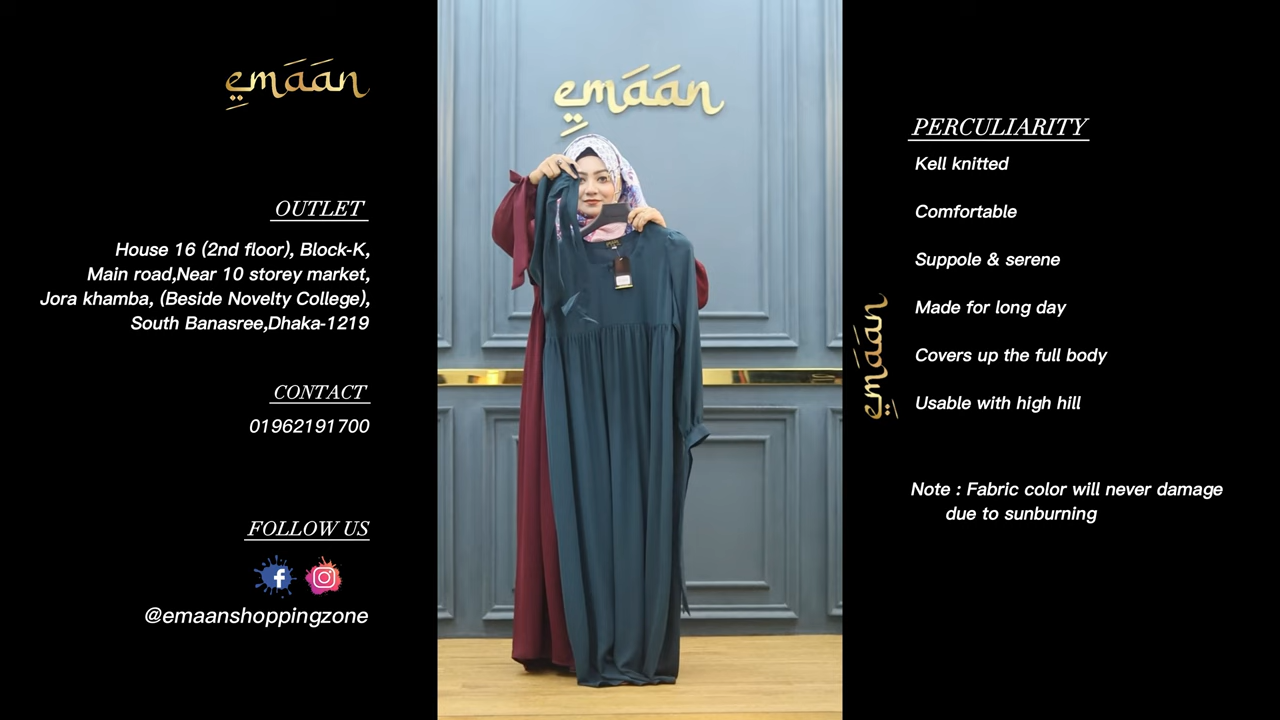 emaan
OUTLET
House 16 (2nd floor), Block-K,
Main road,Near 10 storey market,
Jora khamba, (Beside Novelty College),
South Banasree,Dhaka-1219
CONTACT
01962191700
FOLLOW US
@emaanshoppingzone
emaan
emaan
PERCULIARITY
Kell knitted
Comfortable
Suppole & serene
Made for long day
Covers up the full body
Usable with high hill
Note : Fabric color will never damage
due to sunburning